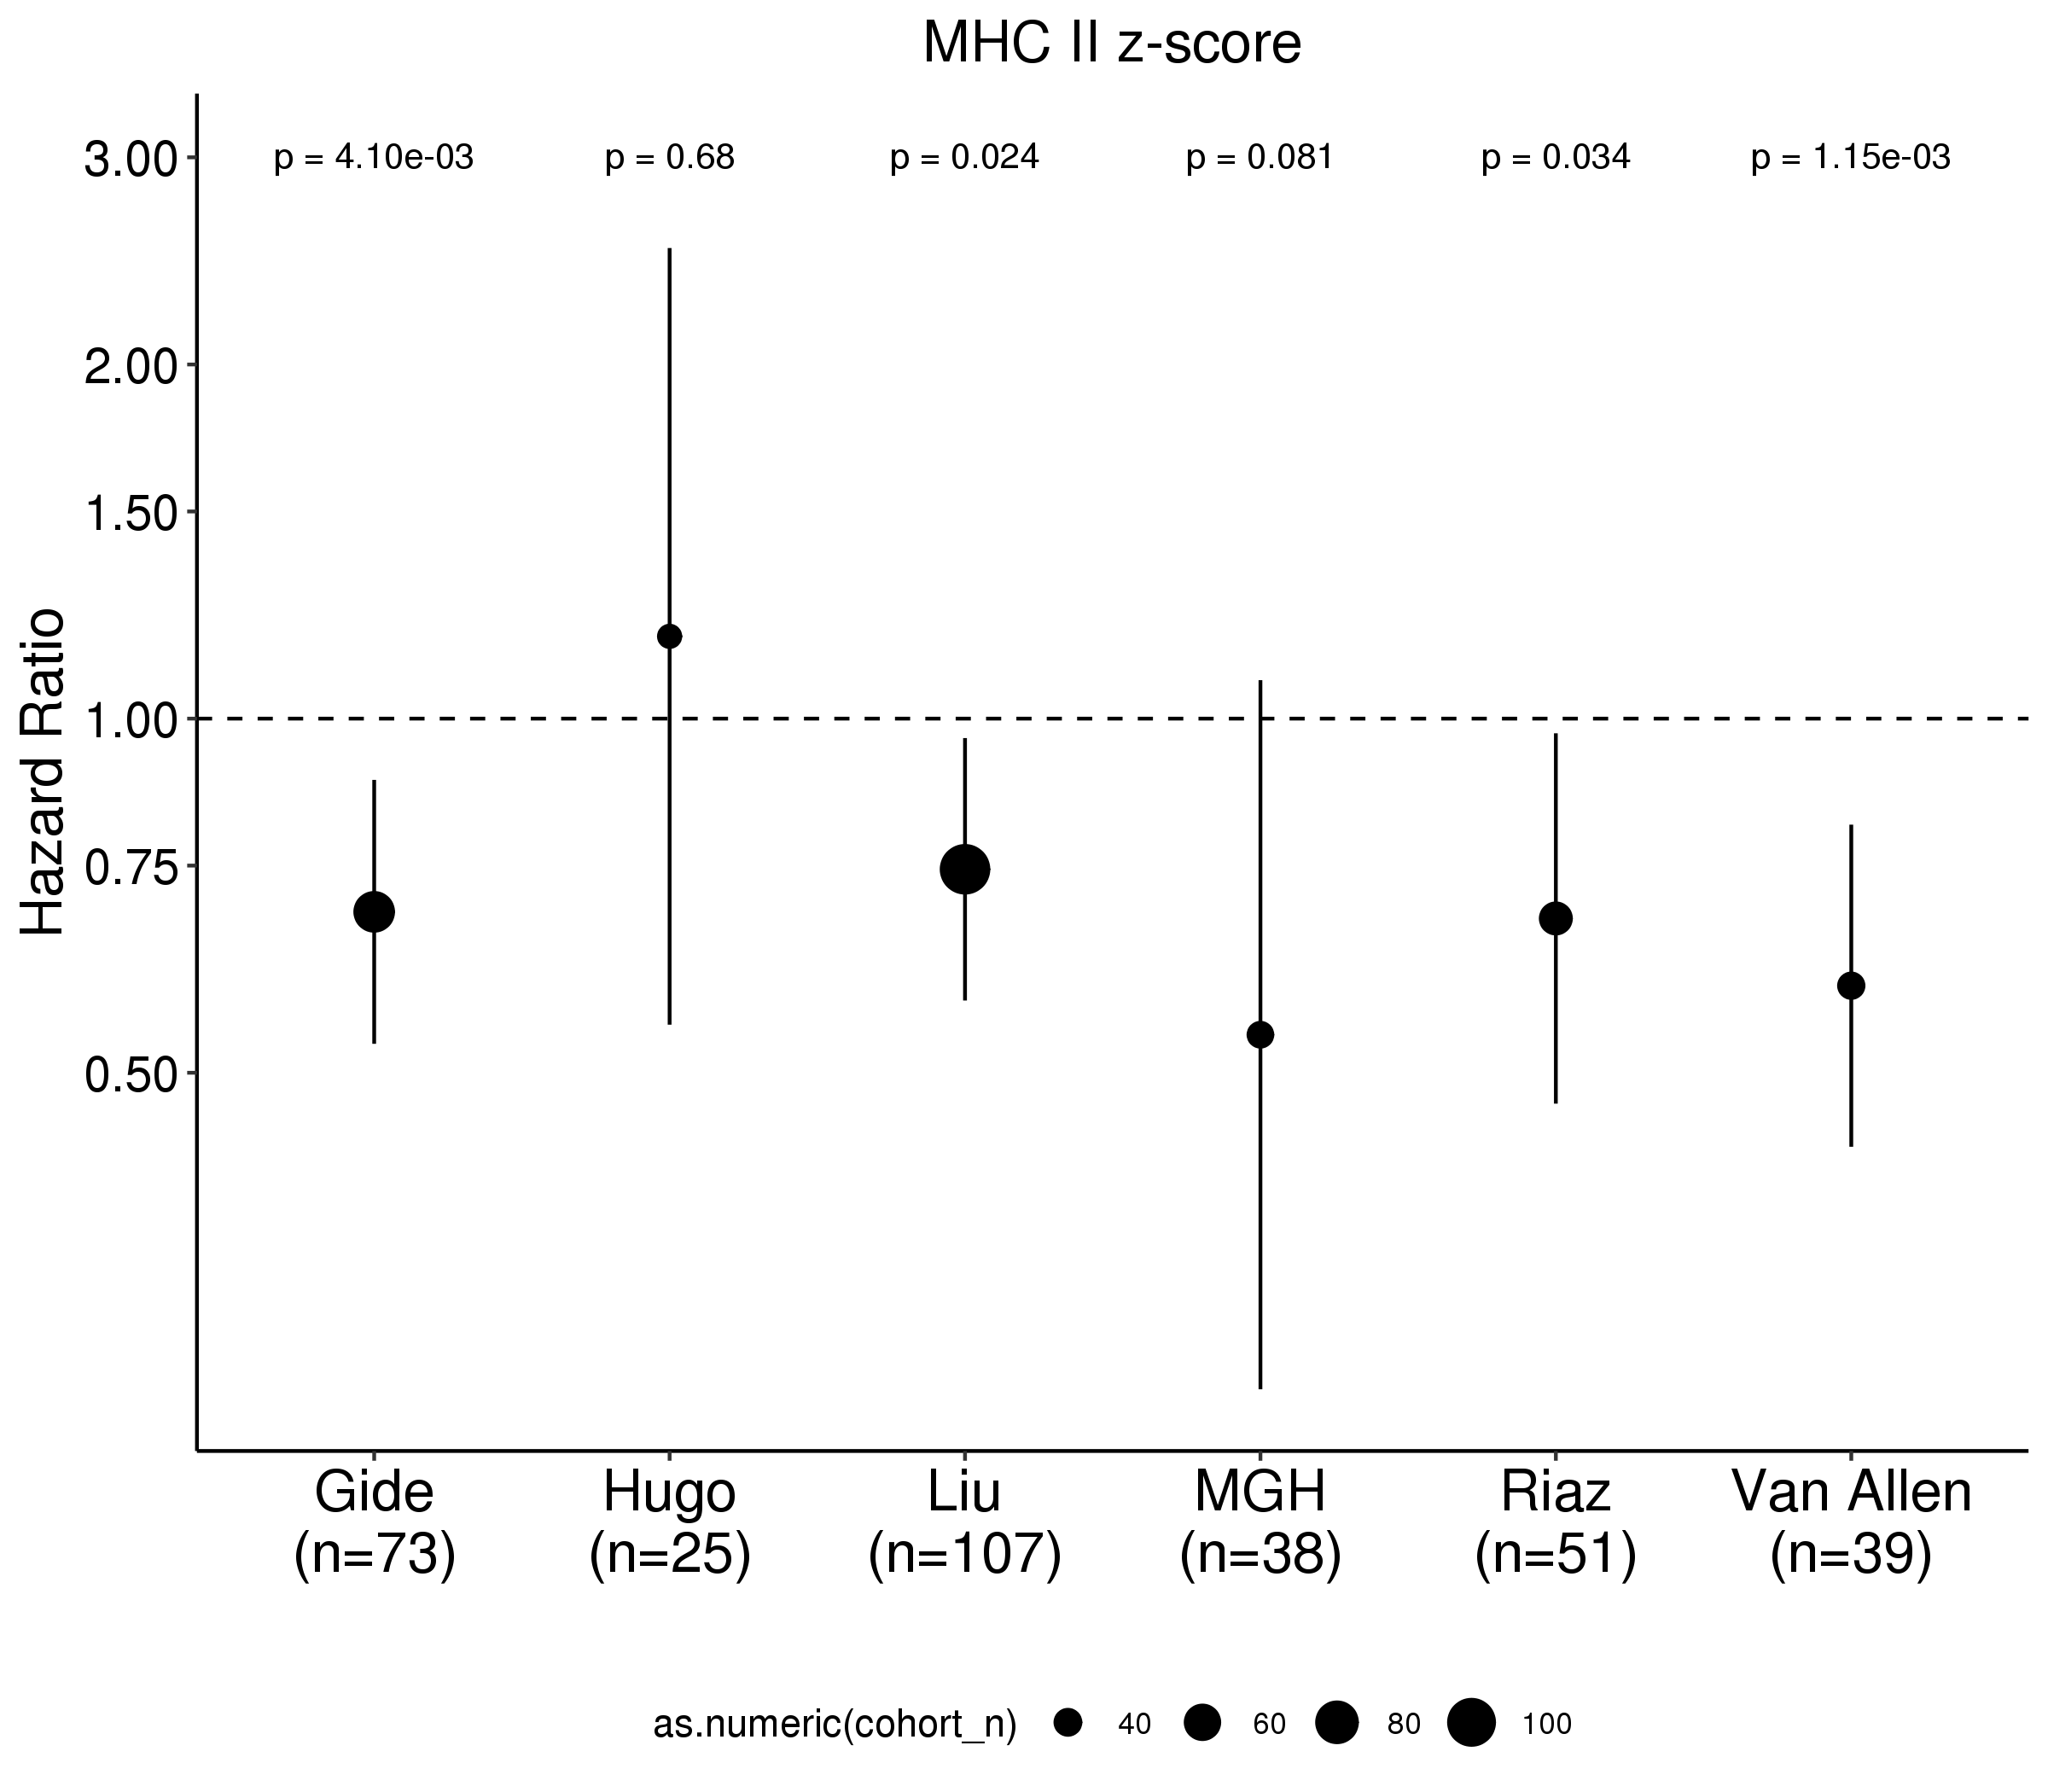 MHC II z-score
p = 4.10e-03 p = 0.68 p = 0.024 p = 0.081 p = 0.034 p = 1.15e-03
3.00
2.00
1.50
1.00
0.75
0.50
Hazard Ratio
Gide Hugo Liu MGH Riaz Van Allen
(n=73) (n=25) (n=107) (n=38) (n=51) (n=39)
as.numeric(cohort_n) 40 60 80 100